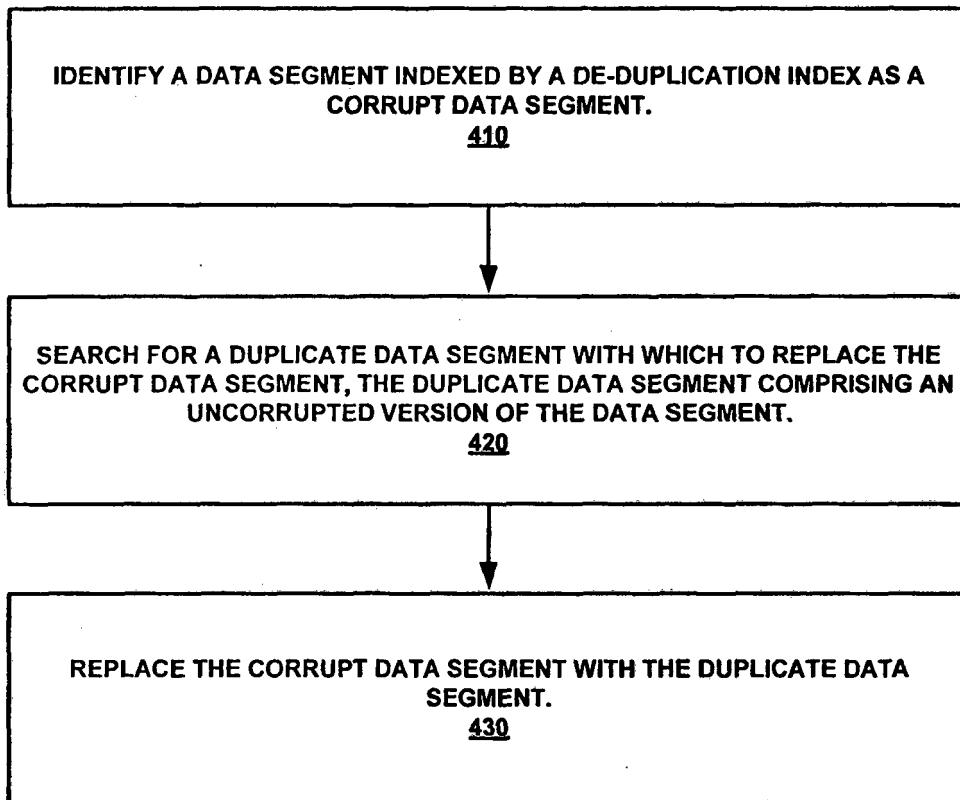 IDENTIFY A DATA SEGMENT INDEXED BY A DE-DUPLICATION INDEX AS A
CORRUPT DATA SEGMENT.
410
SEARCH FOR A DUPLICATE DATA SEGMENT WITH WHICH TO REPLACE THE
CORRUPT DATA SEGMENT, THE DUPLICATE DATA SEGMENT COMPRISING AN
UNCORRUPTED VERSION OF THE DATA SEGMENT.
420
REPLACE THE CORRUPT DATA SEGMENT WITH THE DUPLICATE DATA
SEGMENT.
430